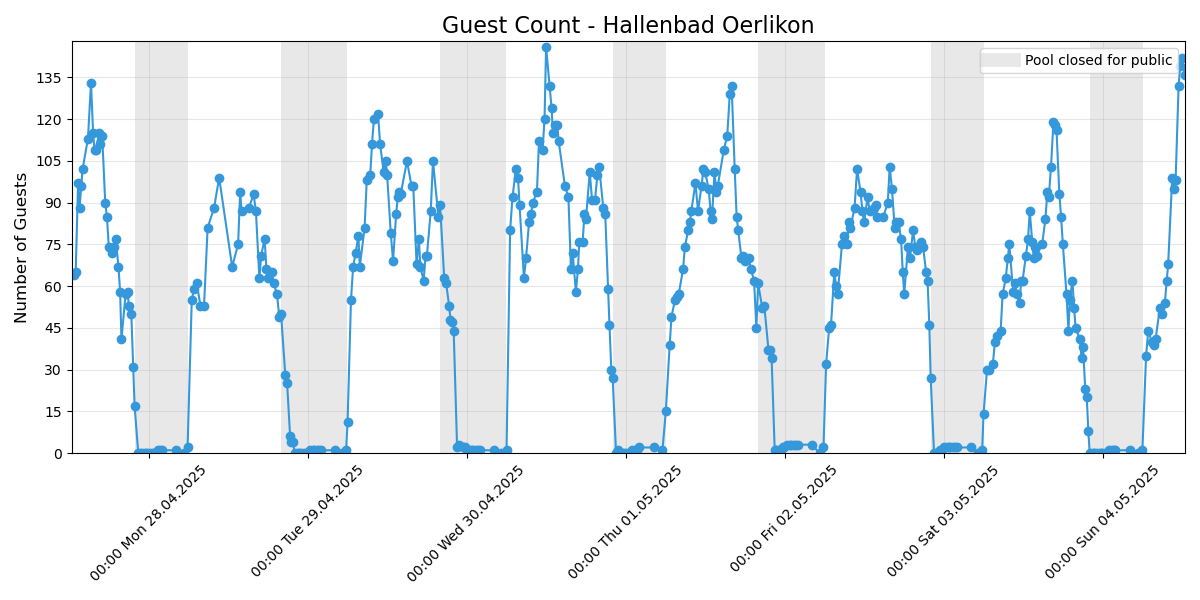 Guest Count - Hallenbad Oerlikon
Pool closed for public
Number of Guests
135
120
105
90
75
60
45
30
15
0
00:00 Mon 28.04.2025
00:00 Tue 29.04.2025
00:00 Wed 30.04.2025
00:00 Thu 01.05.2025
00:00 Fri 02.05.2025
00:00 Sat 03.05.2025
00:00 Sun 04.05.2025